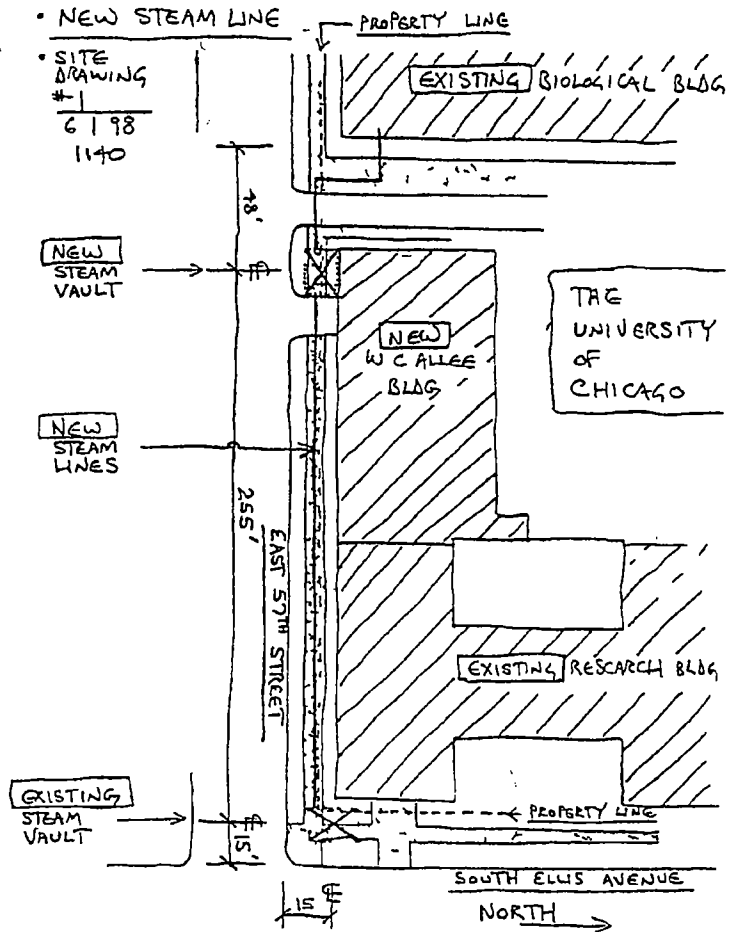 • NEW STEAM LINE
PROPERTY LINE
• SITE
DRAWING
#1
6 1 98
1140
EXISTING BIOLOGICAL BLDG
48'
NEW
STEAM
VAULT
NEW
W C ALLEE
BLDG
THE
UNIVERSITY
OF
CHICAGO
NEW
STEAM
LINES
255'
EAST 57TH STREET
EXISTING RESEARCH BLDG
EXISTING
STEAM
VAULT
PROPERTY LINE
15'
SOUTH ELLIS AVENUE
15
NORTH